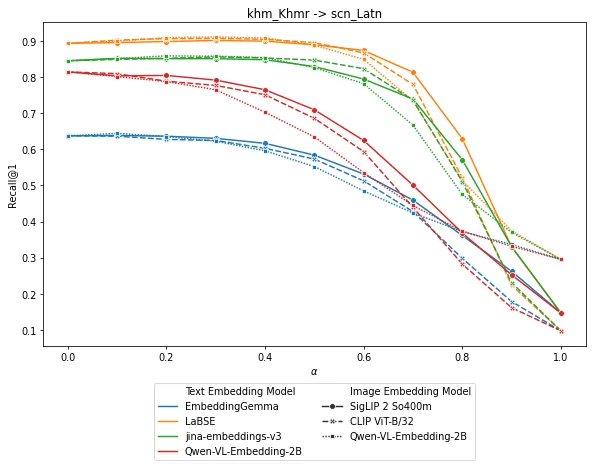 khm_Khmr -> scn_Latn
Recall@1
0.9
0.8
0.7
0.6
0.5
0.4
0.3
0.2
0.1
0.0 0.2 0.4 0.6 0.8 1.0
α
Text Embedding Model Image Embedding Model
EmbeddingGemma SigLIP 2 So400m
LaBSE CLIP ViT-B/32
jina-embeddings-v3 Qwen-VL-Embedding-2B
Qwen-VL-Embedding-2B